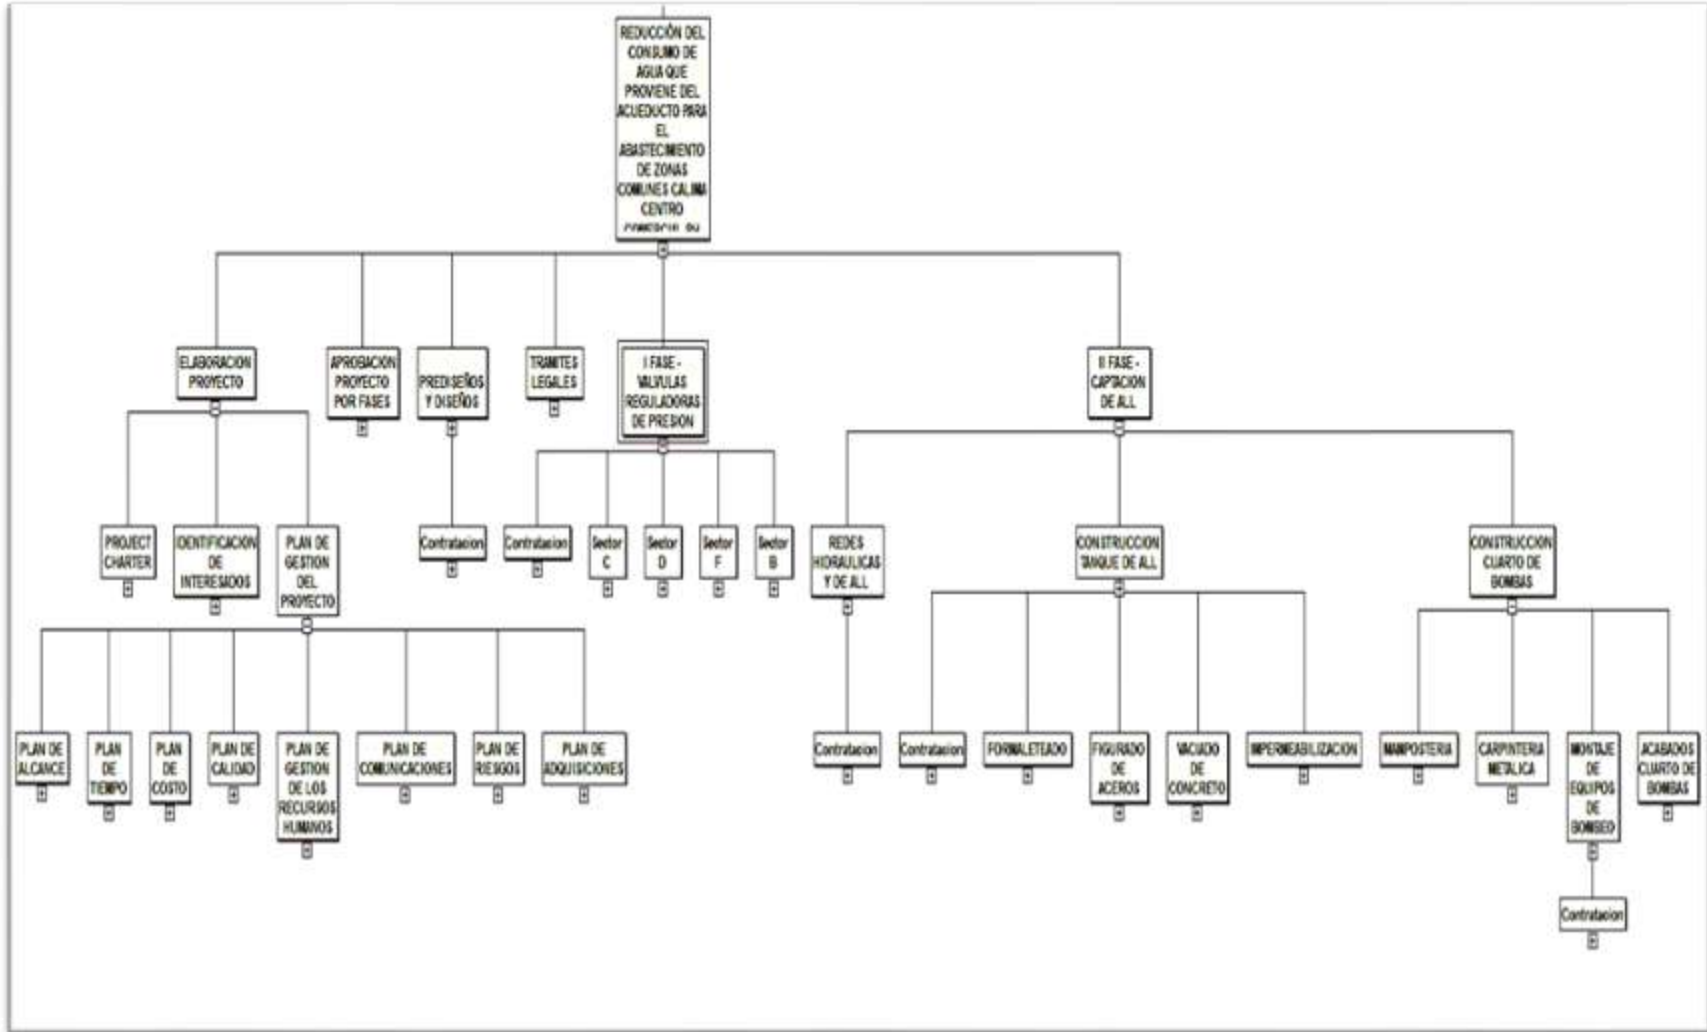 REDUCCIÓN DEL
CONSUMO DE
AGUA QUE
PROVIENE DEL
ACUEDUCTO PARA
EL
ABASTECIMIENTO
DE ZONAS
COMUNES CALIMA
CENTRO
ELABORACION
PROYECTO
APROBACION
PROYECTO
POR FASES
PREDISEÑOS
Y DISEÑOS
TRAMITES
LEGALES
I FASE -
VALVULAS
REGULADORAS
DE PRESION
II FASE -
CAPTACION
DE ALL
PROJECT
CHARTER
IDENTIFICACION
DE
INTERESADOS
PLAN DE
GESTION
DEL
PROYECTO
Contratacion
Contratacion
Sector
C
Sector
D
Sector
F
Sector
B
REDES
HIDRAULICAS
Y DE ALL
CONSTRUCCION
TANQUE DE ALL
CONSTRUCCION
CUARTO DE
BOMBAS
PLAN DE
ALCANCE
PLAN
DE
TIEMPO
PLAN
DE
COSTO
PLAN DE
CALIDAD
PLAN DE
GESTION
DE LOS
RECURSOS
HUMANOS
PLAN DE
COMUNICACIONES
PLAN DE
RIESGOS
PLAN DE
ADQUISICIONES
Contratacion
Contratacion
FORMALETEADO
FIGURADO
DE
ACEROS
VACIADO
DE
CONCRETO
IMPERMEABILIZACION
MAMPOSTERIA
CARPINTERIA
METALICA
MONTAJE
DE
EQUIPOS
DE
BOMBEO
ACABADOS
CUARTO DE
BOMBAS
Contratacion